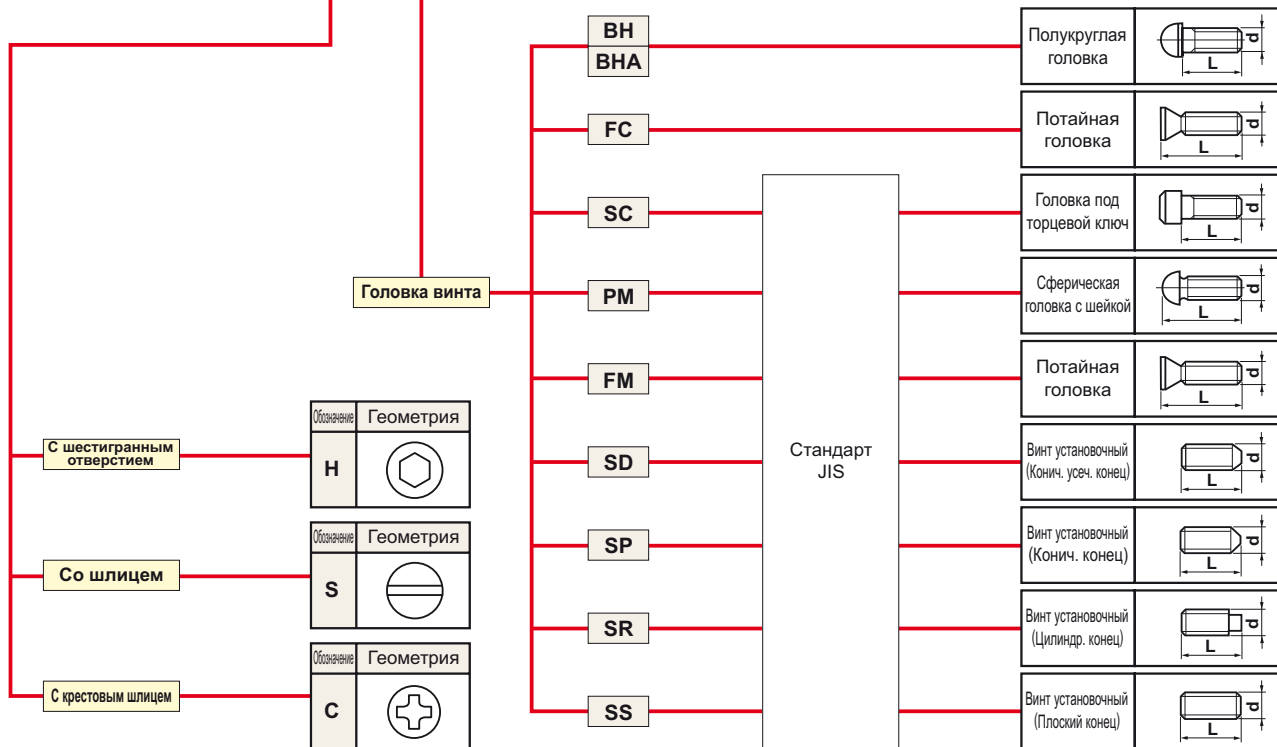 BH
BHA
Полукруглая
головка
L
d
FC
Потайная
головка
L
d
SC
Головка под
торцевой ключ
L
d
Головка винта
PM
Сферическая
головка с шейкой
L
d
FM
Потайная
головка
L
d
Стандарт
JIS
SD
Винт установочный
(Конич. усеч. конец)
L
d
SP
Винт установочный
(Конич. конец)
L
d
SR
Винт установочный
(Цилиндр. конец)
L
d
SS
Винт установочный
(Плоский конец)
L
d
С шестигранным
отверстием
Обозначение
Геометрия
H
Со шлицем
Обозначение
Геометрия
S
С крестовым шлицем
Обозначение
Геометрия
C